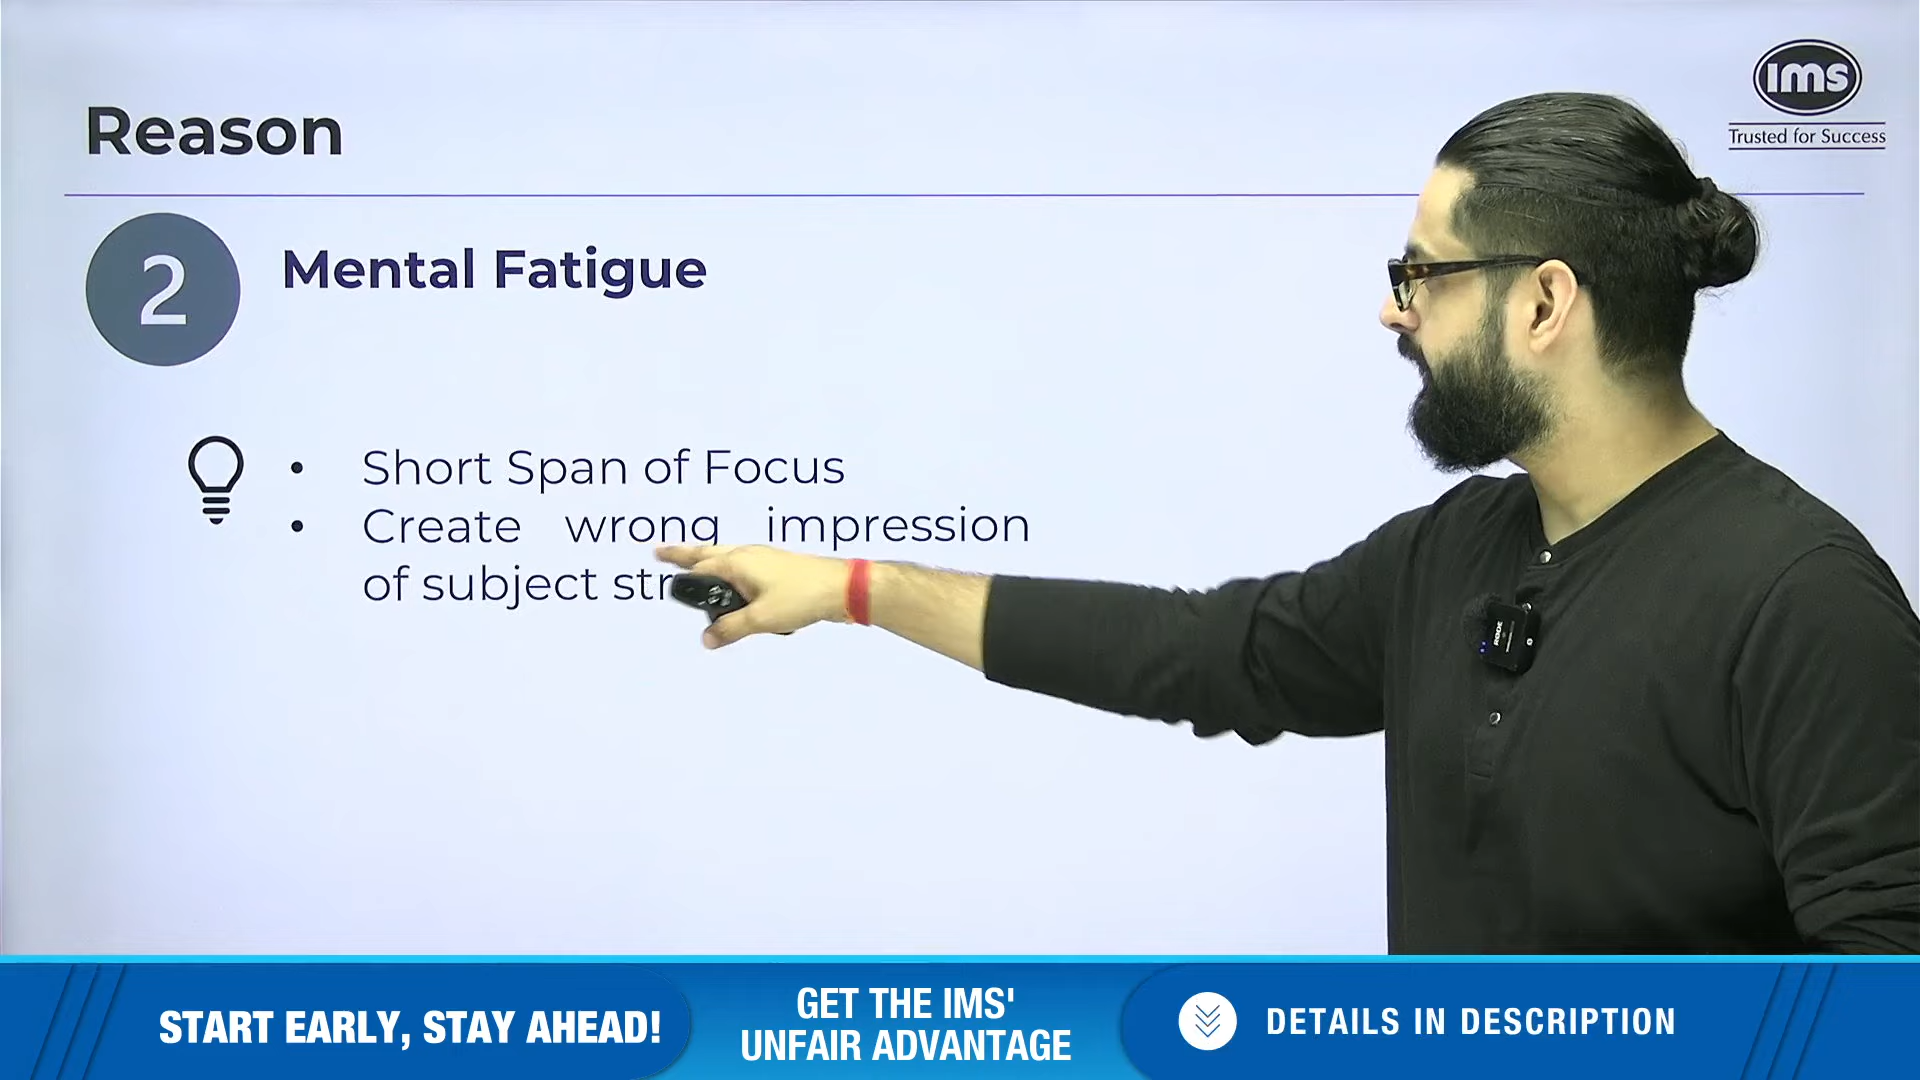 ims
Trusted for Success
Reason
2
Mental Fatigue
• Short Span of Focus
• Create wrong impression
of subject
RODE
START EARLY, STAY AHEAD!
GET THE IMS'
UNFAIR ADVANTAGE
DETAILS IN DESCRIPTION